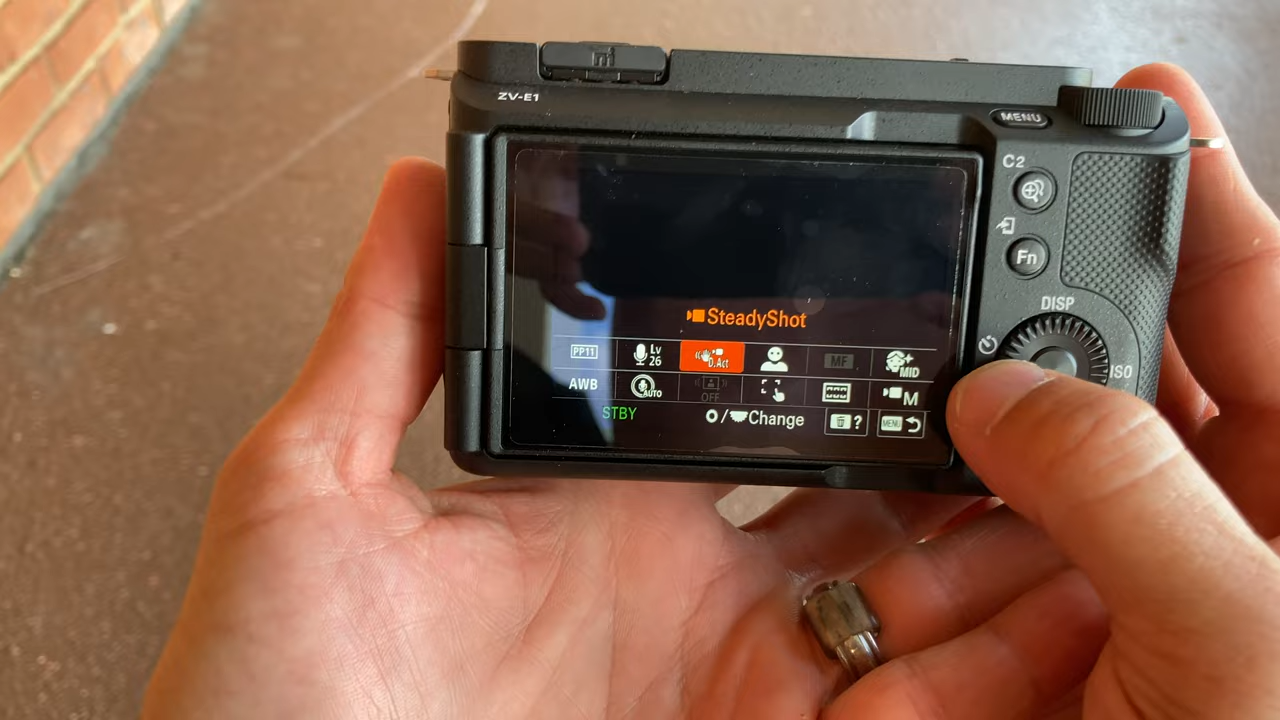 ZV-E1
MENU
C2
Fn
DISP
ISO
SteadyShot
PP11
Lv
26
D.Act
MF
MID
AWB
AUTO
OFF
M
STBY
/
Change
?
MENU